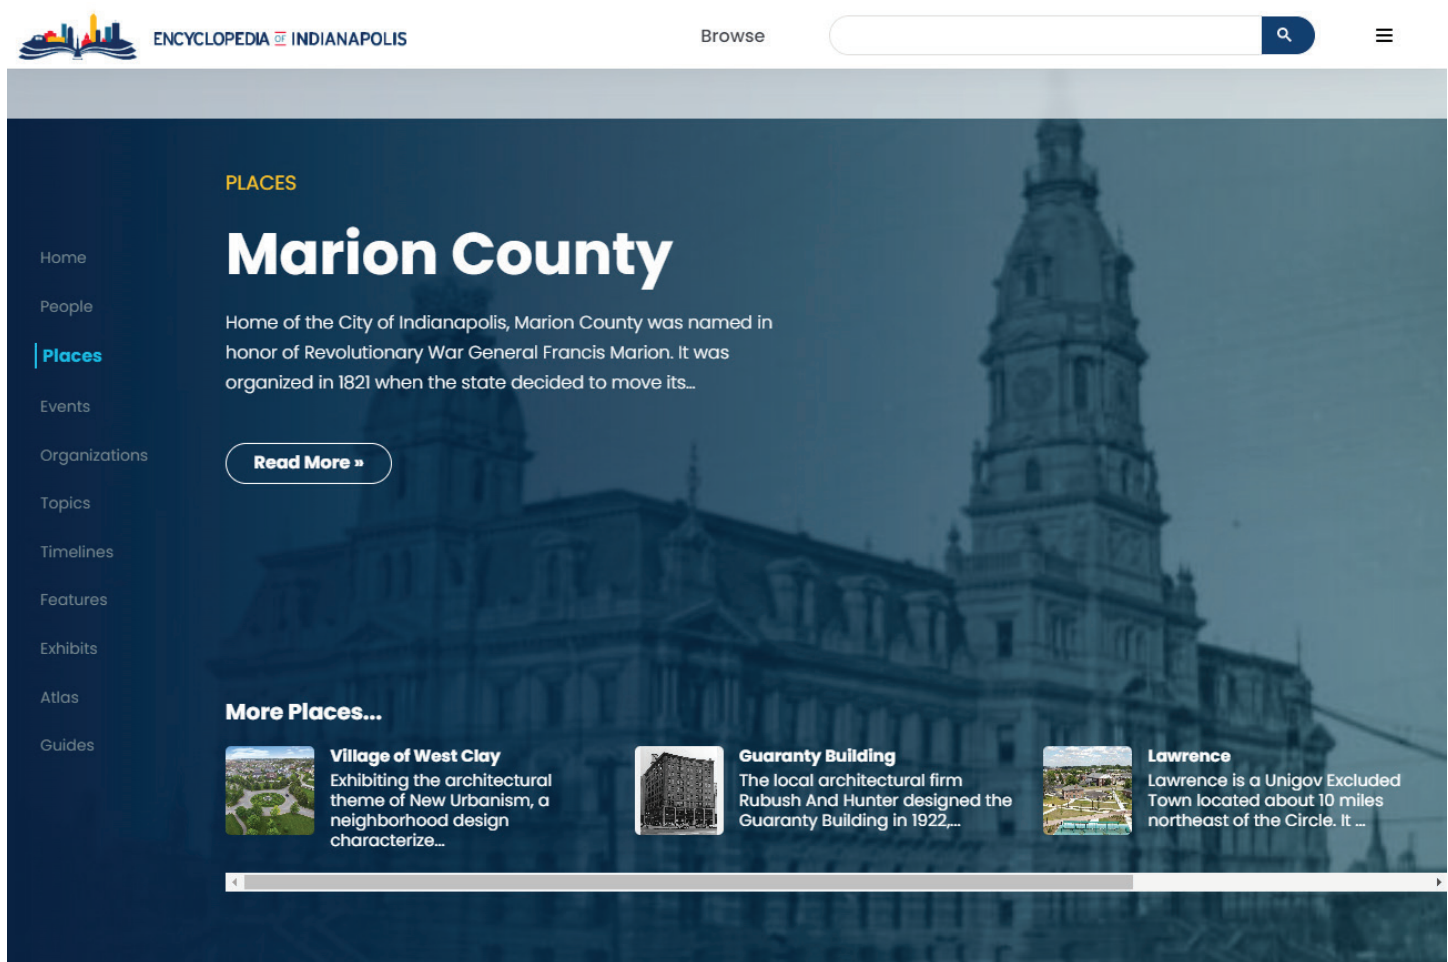 ENCYCLOPEDIA OF INDIANAPOLIS
Browse
PLACES
Marion County
Home of the City of Indianapolis, Marion County was named in
honor of Revolutionary War General Francis Marion. It was
organized in 1821 when the state decided to move its...
Read More »
Home
People
Places
Events
Organizations
Topics
Timelines
Features
Exhibits
Atlas
Guides
More Places...
Village of West Clay
Exhibiting the architectural
theme of New Urbanism, a
neighborhood design
characterize...
Guaranty Building
The local architectural firm
Rubush And Hunter designed the
Guaranty Building in 1922,...
Lawrence
Lawrence is a Unigov Excluded
Town located about 10 miles
northeast of the Circle. It ...